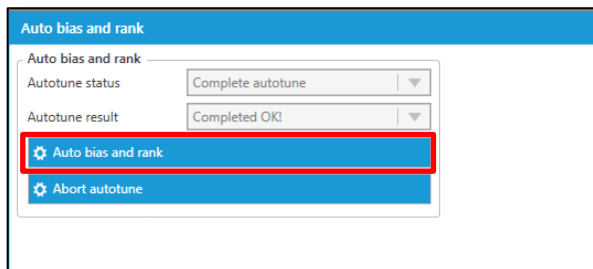 Auto bias and rank
Auto bias and rank
Autotune status Complete autotune
Autotune result Completed OK!
Auto bias and rank
Abort autotune